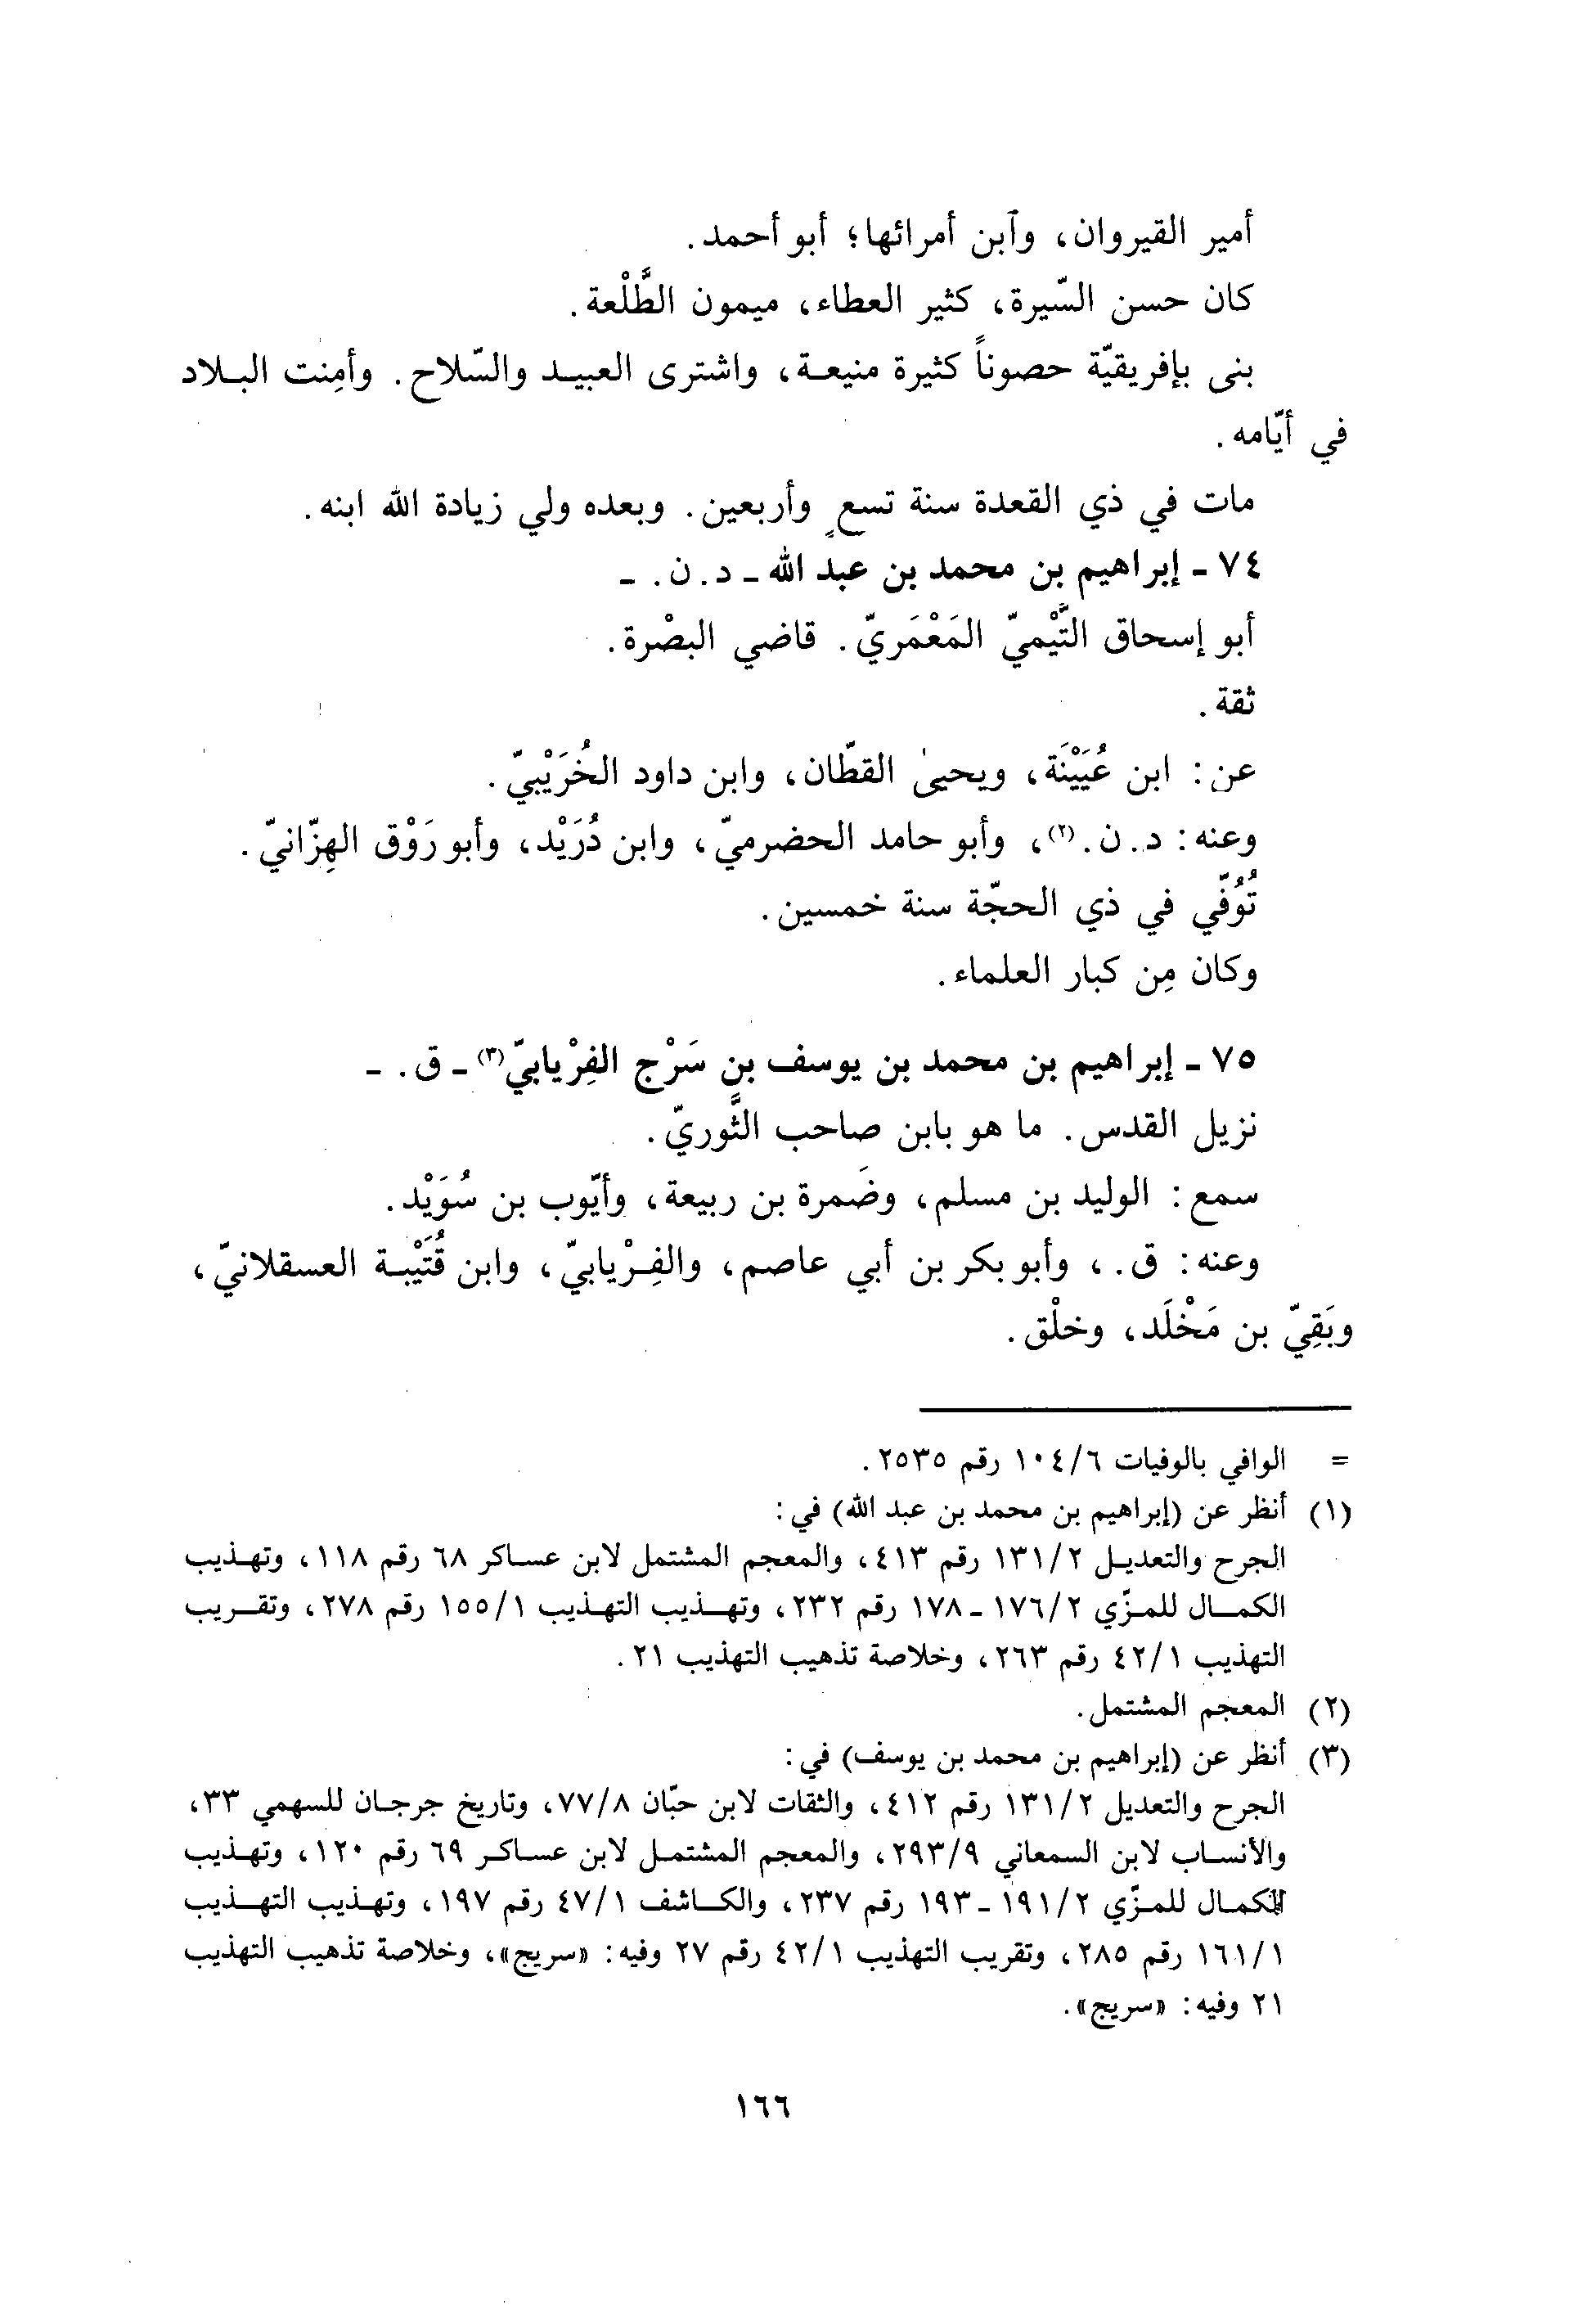 أمير القيروان، وآبن أمرائها؛ أبو أحمد.
كان حسن السّيرة، كثير العطاء، ميمون الطَّلْعة.
بنى بإفريقيّة حصوناً كثيرة منيعة، واشترى العبيد والسّلاح. وأمِنت البلاد
في أيّامه.
مات في ذي القعدة سنة تسعٍ وأربعين. وبعده ولي زيادة الله ابنه.
٧٤ - إبراهيم بن محمد بن عبد الله - د. ن. -
أبو إسحاق التَّيْميّ المَعْمَريّ. قاضي البصْرة.
ثقة.
عن: ابن عُيَيْنَة، ويحيىٰ القطّان، وابن داود الخُرَيْبيّ.
وعنه: د. ن.(٢)، وأبو حامد الحضرميّ، وابن دُرَيْد، وأبو رَوْق الهِزّانيّ.
تُوُفّي في ذي الحجّة سنة خمسين.
وكان مِن كبار العلماء.
٧٥ - إبراهيم بن محمد بن يوسف بن سَرْج الفِرْيابيّ(٣) - ق. -
نزيل القدس. ما هو بابن صاحب الثَّوريّ.
سمع: الوليد بن مسلم، وضَمرة بن ربيعة، وأيّوب بن سُوَيْد.
وعنه: ق.، وأبو بكر بن أبي عاصم، والفِرْيابيّ، وابن قُتَيْبة العسقلانيّ،
وبَقِيّ بن مَخْلَد، وخلْق.
= الوافي بالوفيات ١٠٤/٦ رقم ٢٥٣٥.
(١) أنظر عن (إبراهيم بن محمد بن عبد الله) في:
الجرح والتعديل ١٣١/٢ رقم ٤١٣، والمعجم المشتمل لابن عساكر ٦٨ رقم ١١٨، وتهذيب
الكمال للمزّي ١٧٦/٢ - ١٧٨ رقم ٢٣٢، وتهذيب التهذيب ١٥٥/١ رقم ٢٧٨، وتقريب
التهذيب ٤٢/١ رقم ٢٦٣، وخلاصة تذهيب التهذيب ٢١.
(٢) المعجم المشتمل.
(٣) أنظر عن (إبراهيم بن محمد بن يوسف) في:
الجرح والتعديل ١٣١/٢ رقم ٤١٢، والثقات لابن حبّان ٧٧/٨، وتاريخ جرجان للسهمي ٣٣،
والأنساب لابن السمعاني ٢٩٣/٩، والمعجم المشتمل لابن عساكر ٦٩ رقم ١٢٠، وتهذيب
الكمال للمزّي ١٩١/٢ - ١٩٣ رقم ٢٣٧، والكاشف ٤٧/١ رقم ١٩٧، وتهذيب التهذيب
١٦١/١ رقم ٢٨٥، وتقريب التهذيب ٤٢/١ رقم ٢٧ وفيه: «سريج»، وخلاصة تذهيب التهذيب
٢١ وفيه: «سريج».
١٦٦